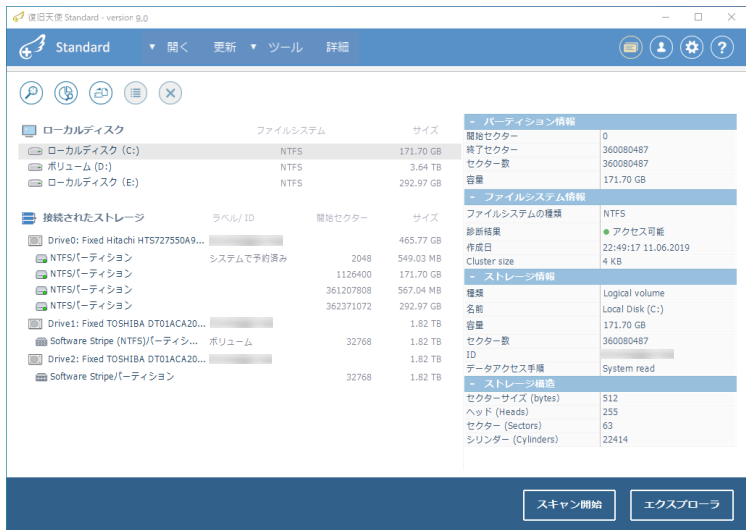 復旧天使 Standard - version 9.0
Standard ▼ 開く 更新 ▼ ツール 詳細
ローカルディスク ファイルシステム サイズ
ローカルディスク (C:) NTFS 171.70 GB
ボリューム (D:) NTFS 3.64 TB
ローカルディスク (E:) NTFS 292.97 GB
接続されたストレージ ラベル/ ID 開始セクター サイズ
Drive0: Fixed Hitachi HTS727550A9... 465.77 GB
NTFSパーティション システムで予約済み 2048 549.03 MB
NTFSパーティション 1126400 171.70 GB
NTFSパーティション 361207808 567.04 MB
NTFSパーティション 362371072 292.97 GB
Drive1: Fixed TOSHIBA DT01ACA20... 1.82 TB
Software Stripe (NTFS)パーティシ... ボリューム 32768 1.82 TB
Drive2: Fixed TOSHIBA DT01ACA20... 1.82 TB
Software Stripeパーティション 32768 1.82 TB
- パーティション情報
開始セクター 0
終了セクター 360080487
セクター数 360080487
容量 171.70 GB
- ファイルシステム情報
ファイルシステムの種類 NTFS
診断結果 ● アクセス可能
作成日 22:49:17 11.06.2019
Cluster size 4 KB
- ストレージ情報
種類 Logical volume
名前 Local Disk (C:)
容量 171.70 GB
セクター数 360080487
ID
データアクセス手順 System read
- ストレージ構造
セクターサイズ (bytes) 512
ヘッド (Heads) 255
セクター (Sectors) 63
シリンダー (Cylinders) 22414
スキャン開始 エクスプローラ